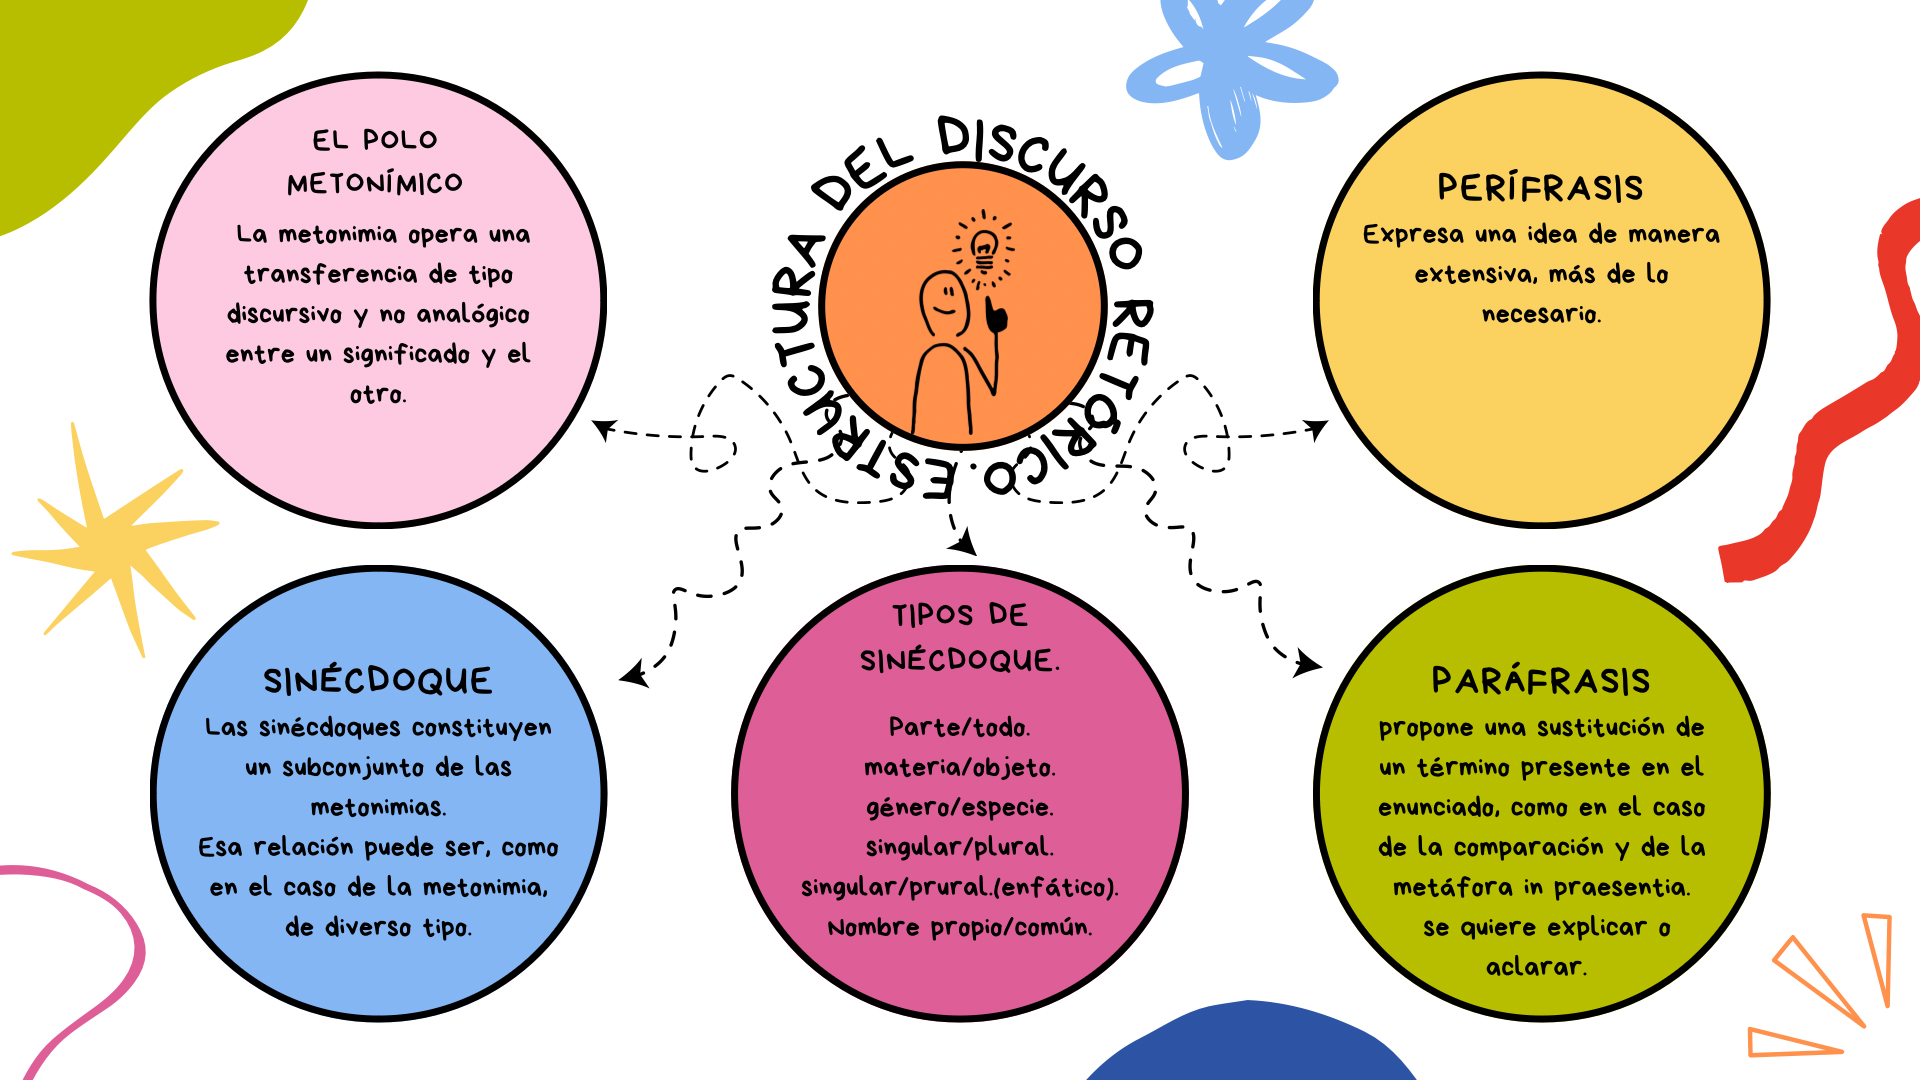 ESTRUCTURA DEL DISCURSO RETÓRICO.
EL POLO
METONÍMICO
La metonimia opera una
transferencia de tipo
discursivo y no analógico
entre un significado y el
otro.
PERÍFRASIS
Expresa una idea de manera
extensiva, más de lo
necesario.
SINÉCDOQUE
Las sinécdoques constituyen
un subconjunto de las
metonimias.
Esa relación puede ser, como
en el caso de la metonimia,
de diverso tipo.
TIPOS DE
SINÉCDOQUE.
Parte/todo.
materia/objeto.
género/especie.
singular/plural.
singular/prural.(enfático).
Nombre propio/común.
PARÁFRASIS
propone una sustitución de
un término presente en el
enunciado, como en el caso
de la comparación y de la
metáfora in praesentia.
se quiere explicar o
aclarar.